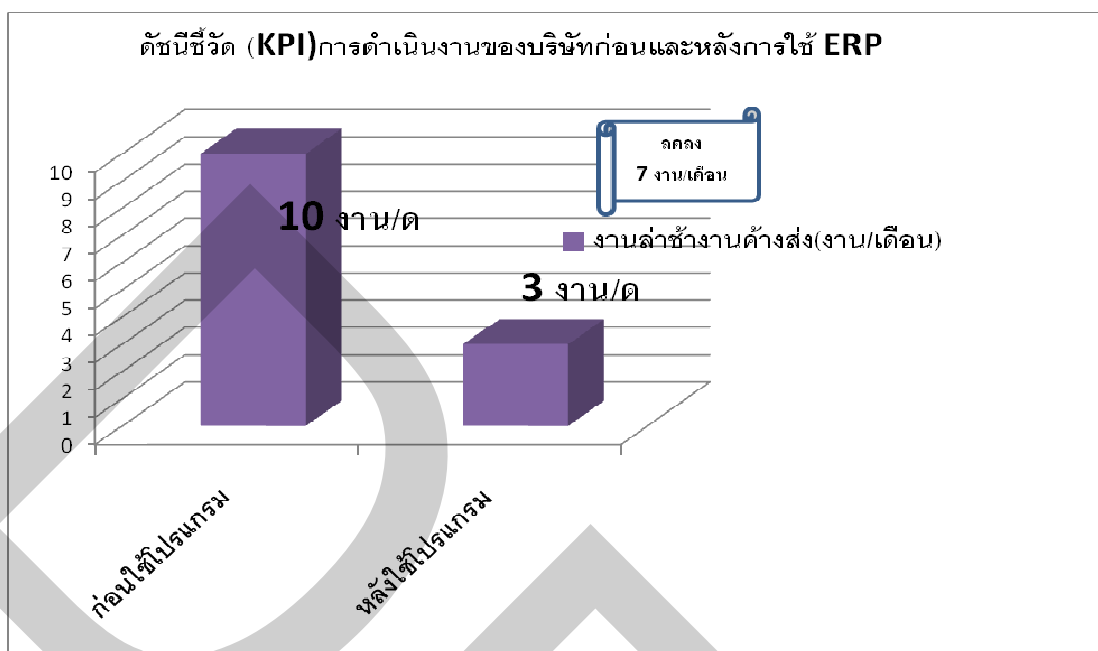 ดัชนีชี้วัด (KPI)การดำเนินงานของบริษัทก่อนและหลังการใช้ ERP
ลดลง
7 งาน/เดือน
10
9
8
7
6
5
4
3
2
1
0
10 งาน/ด
3 งาน/ด
งานล่าช้างานค้างส่ง(งาน/เดือน)
ก่อนใช้โปรแกรม
หลังใช้โปรแกรม